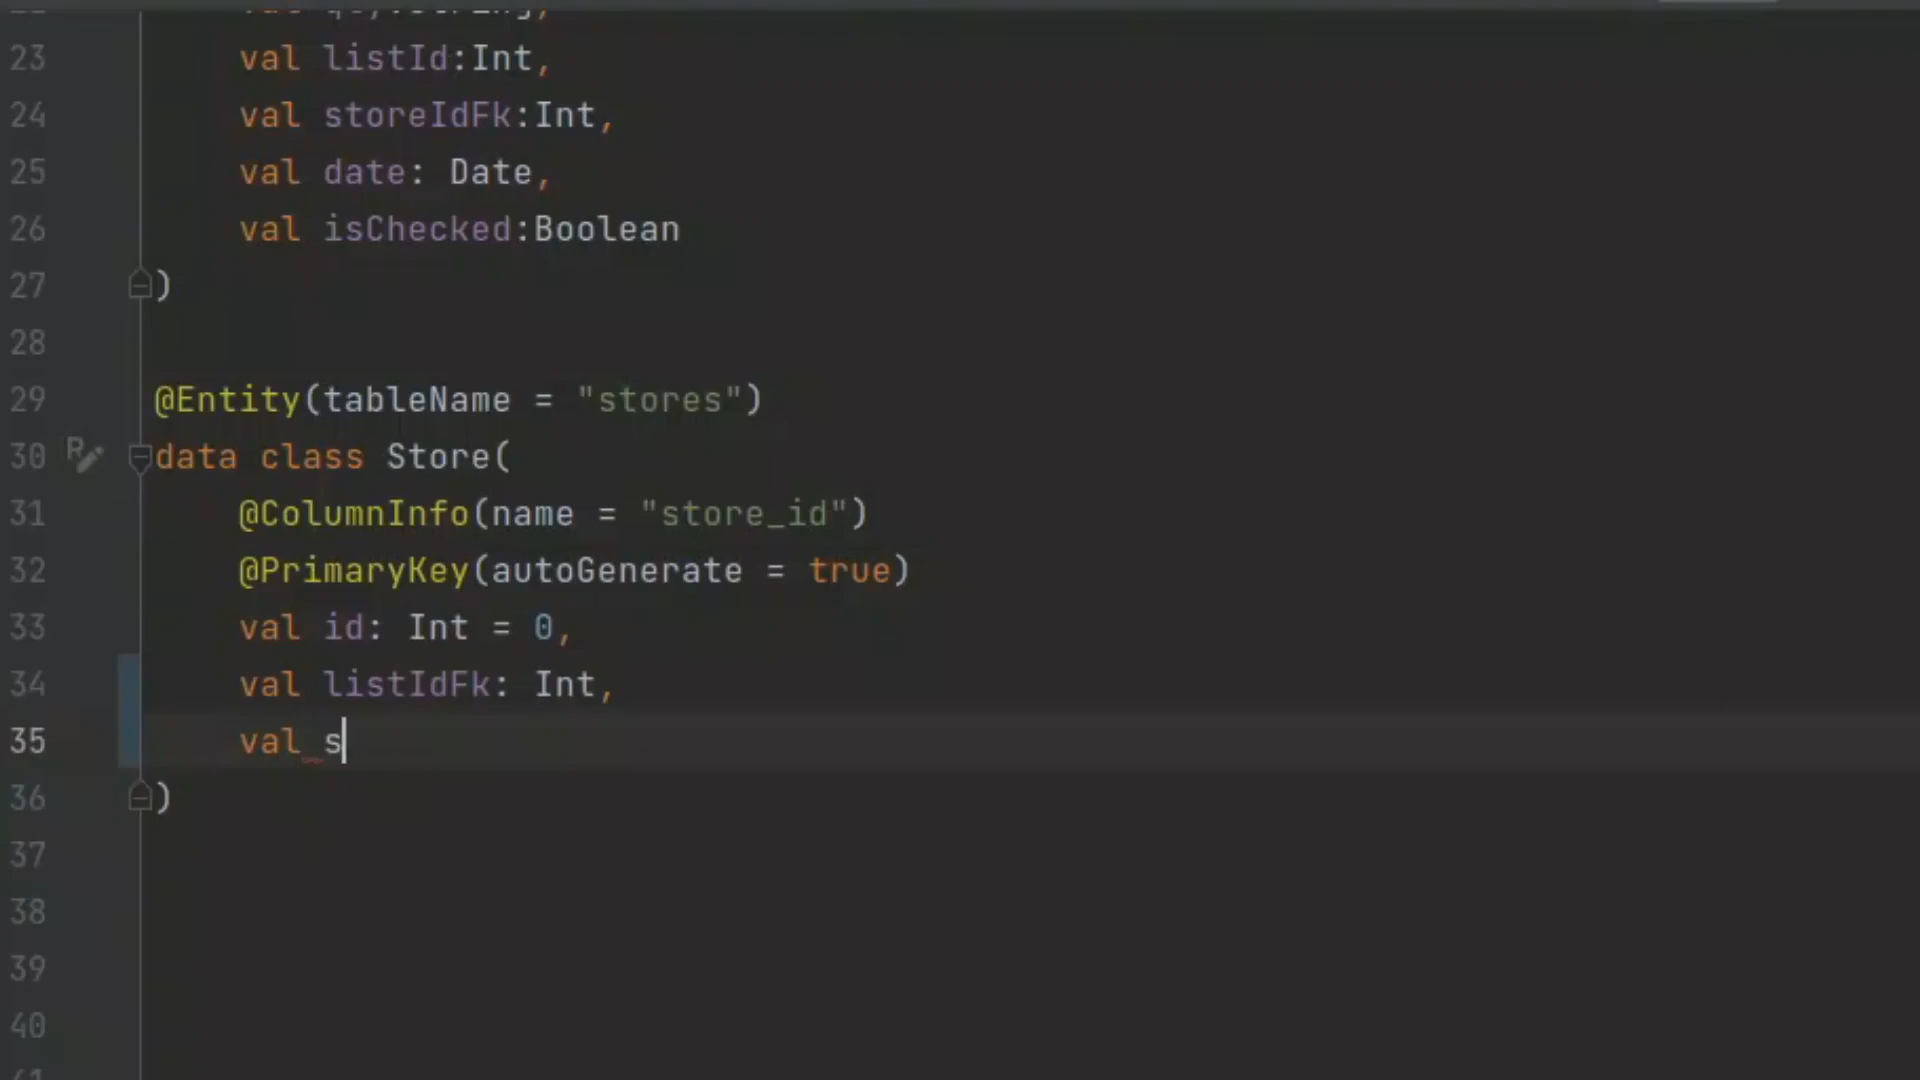 23 val listId:Int,
24 val storeIdFk:Int,
25 val date: Date,
26 val isChecked:Boolean
27 )
28
29 @Entity(tableName = "stores")
30 data class Store(
31 @ColumnInfo(name = "store_id")
32 @PrimaryKey(autoGenerate = true)
33 val id: Int = 0,
34 val listIdFk: Int,
35 val s
36 )
37
38
39
40